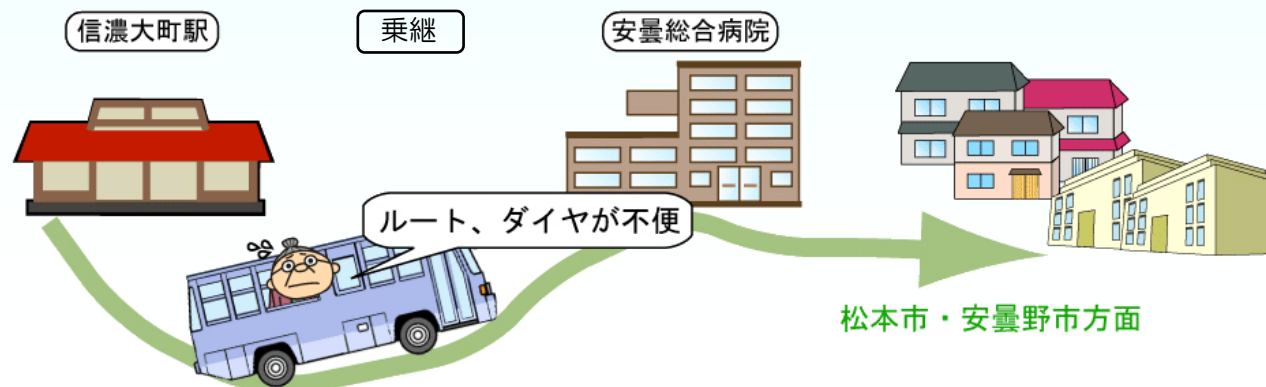 信濃大町駅
乗継
安曇総合病院
ルート、ダイヤが不便
松本市・安曇野市方面